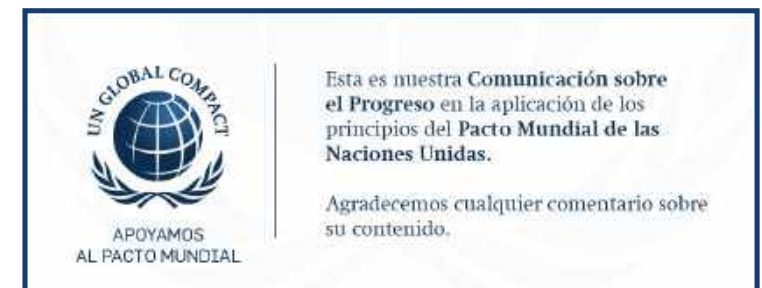 UN GLOBAL COMPACT
APOYAMOS
AL PACTO MUNDIAL
Esta es nuestra Comunicación sobre
el Progreso en la aplicación de los
principios del Pacto Mundial de las
Naciones Unidas.
Agradecemos cualquier comentario sobre
su contenido.